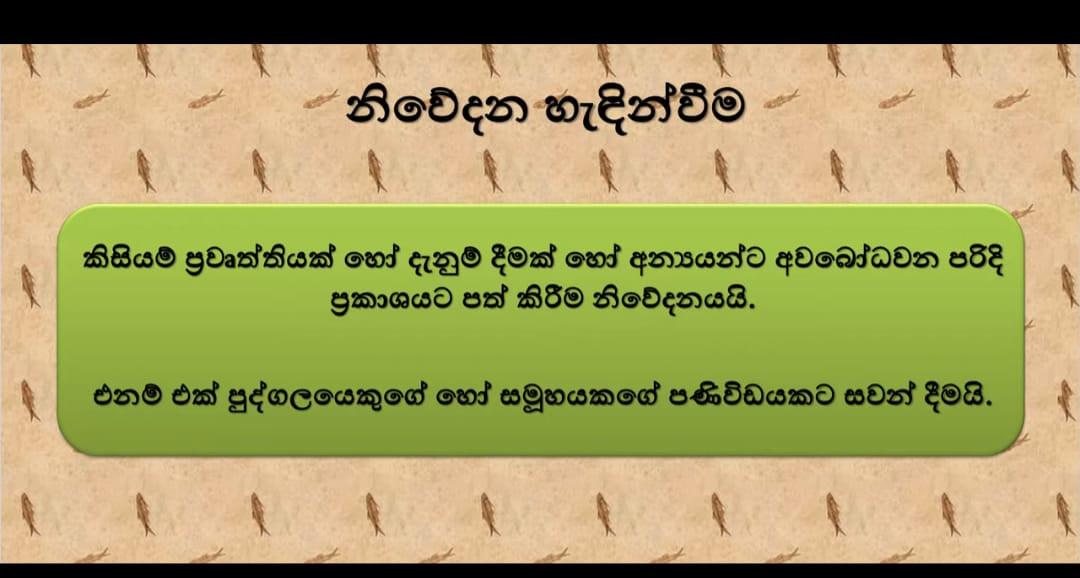 නිවේදන හැඳින්වීම
කිසියම් ප්‍රවෘත්තියක් හෝ දැනුම් දීමක් හෝ අන්‍යයන්ට අවබෝධවන පරිදි
ප්‍රකාශයට පත් කිරීම නිවේදනයයි.
එනම් එක් පුද්ගලයෙකුගේ හෝ සමූහයකගේ පණිවිඩයකට සවන් දීමයි.